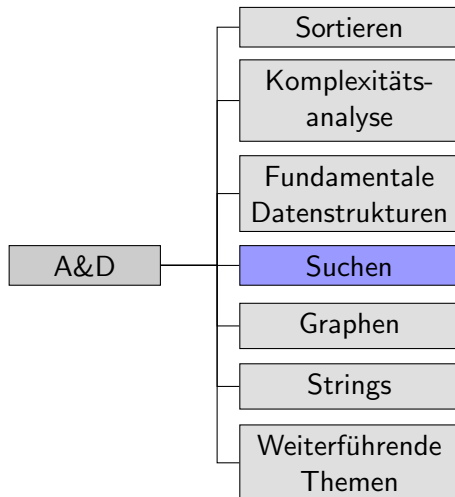 Sortieren
Komplexitäts-
analyse
Fundamentale
Datenstrukturen
A&D
Suchen
Graphen
Strings
Weiterführende
Themen